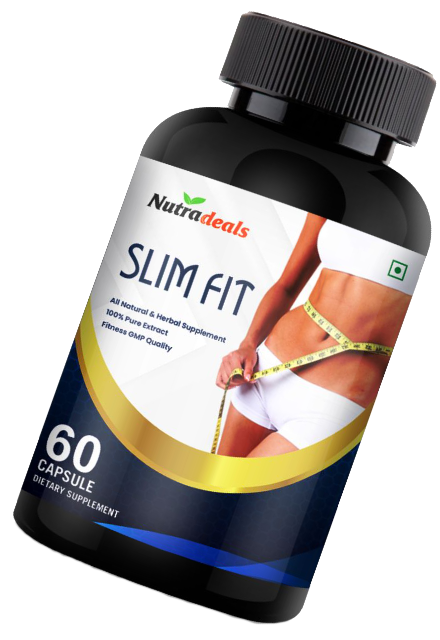 Nutradeals
SLIM FIT
All Natural & Herbal Supplement
100% Pure Extract
Fitness GMP Quality
60
CAPSULE
DIETARY SUPPLEMENT